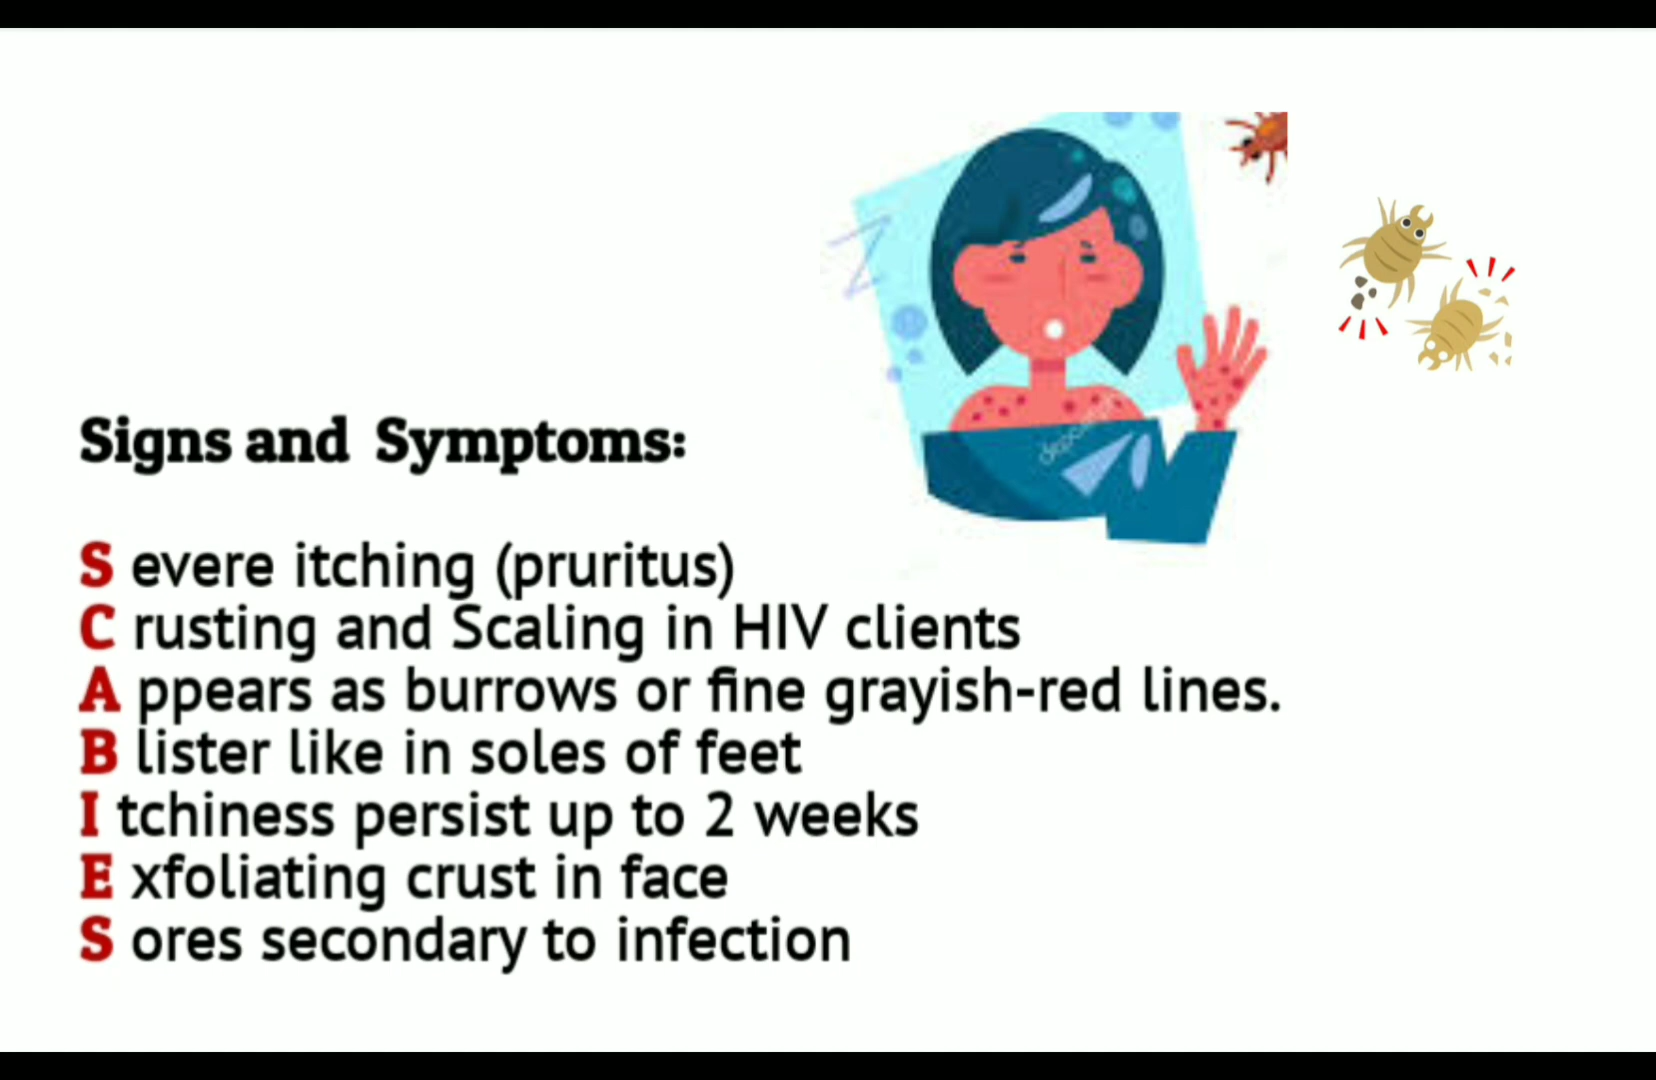 Signs and Symptoms:
S evere itching (pruritus)
C rusting and Scaling in HIV clients
A ppears as burrows or fine grayish-red lines.
B lister like in soles of feet
I tchiness persist up to 2 weeks
E xfoliating crust in face
S ores secondary to infection